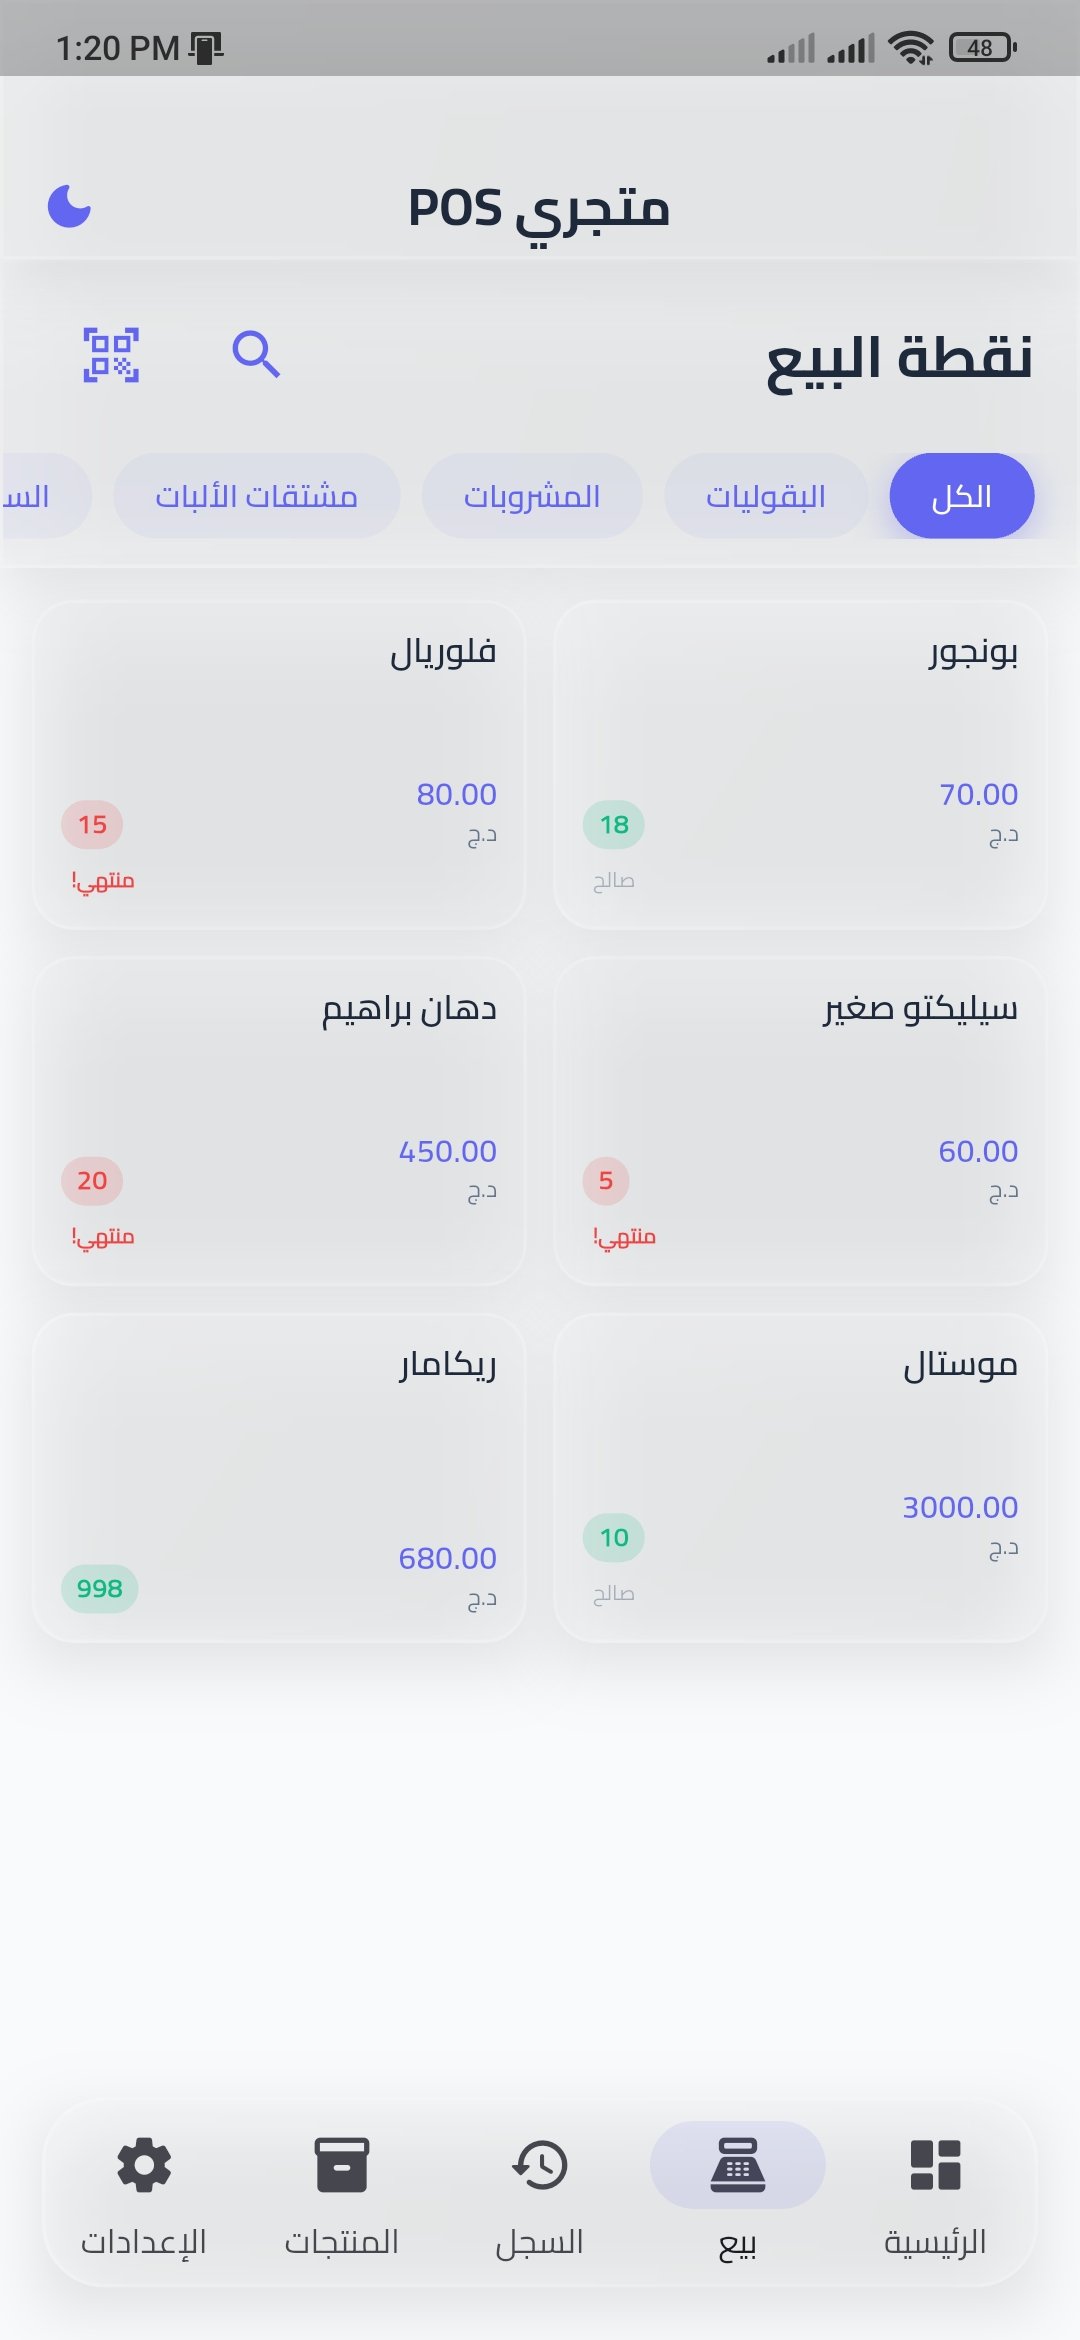 1:20 PM
48
متجري POS
نقطة البيع
الكل
البقوليات
المشروبات
مشتقات الألبات
الس
بونجور
70.00
د.ج
18
صالح
فلوريال
80.00
د.ج
15
منتهي!
سيليكتو صغير
60.00
د.ج
5
منتهي!
دهان براهيم
450.00
د.ج
20
منتهي!
موستال
3000.00
د.ج
10
صالح
ريكامار
680.00
د.ج
998
الرئيسية
بيع
السجل
المنتجات
الإعدادات